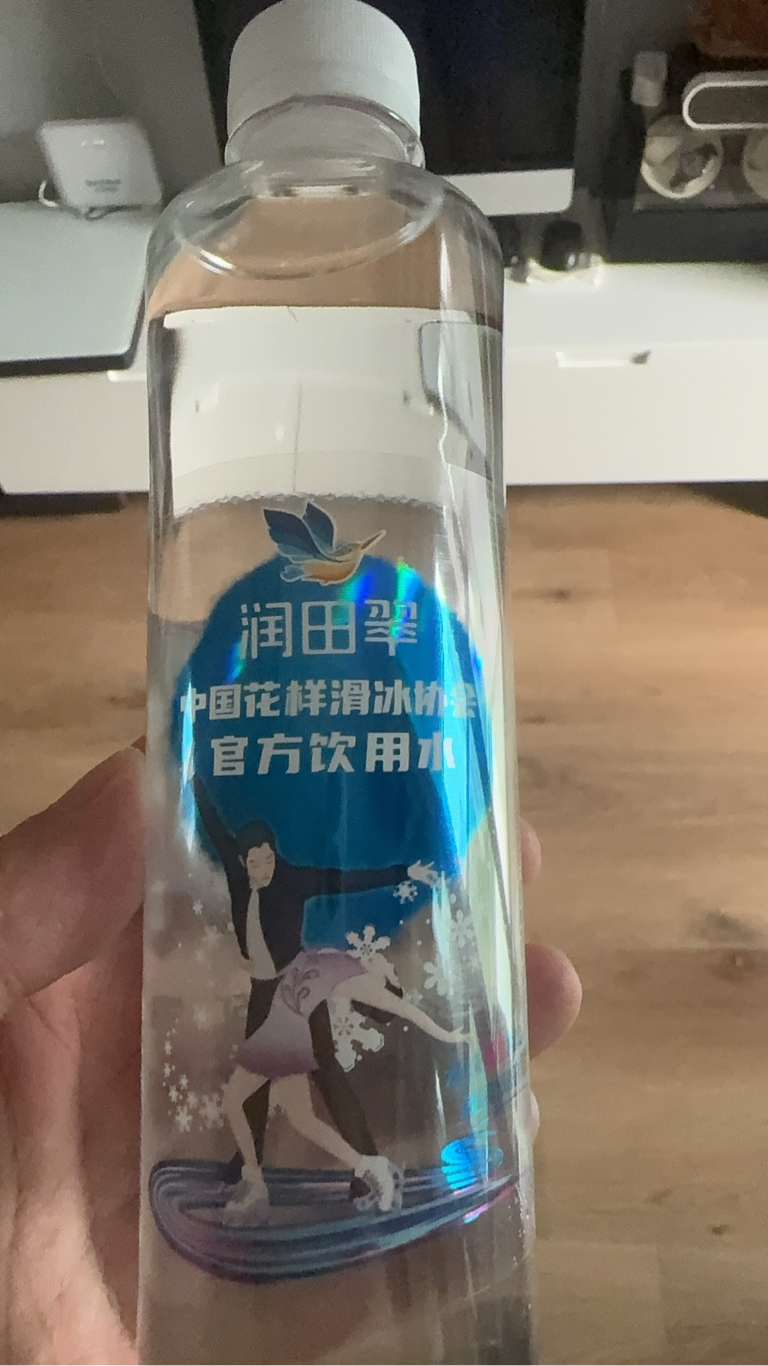 润田翠
中国花样滑冰协会
官方饮用水